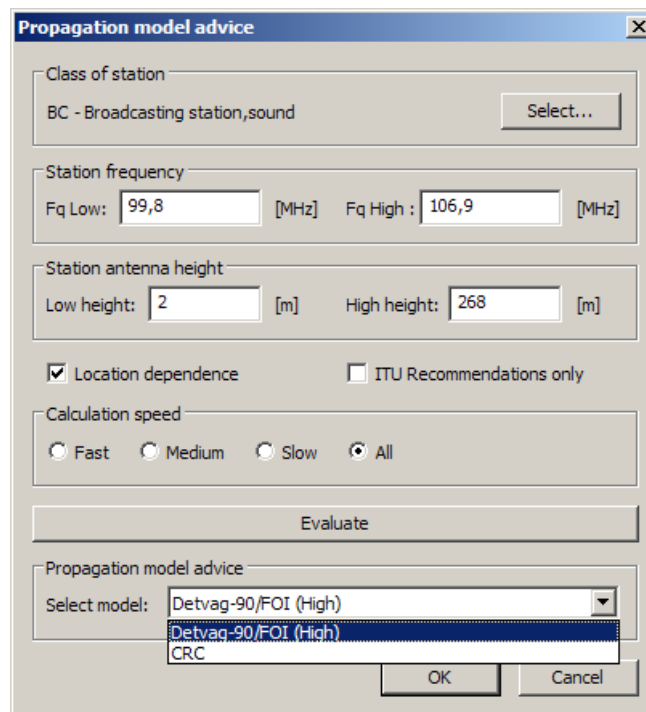 Propagation model advice
Class of station
BC - Broadcasting station,sound
Select...
Station frequency
Fq Low: 99,8 [MHz] Fq High : 106,9 [MHz]
Station antenna height
Low height: 2 [m] High height: 268 [m]
Location dependence ITU Recommendations only
Calculation speed
Fast Medium Slow All
Evaluate
Propagation model advice
Select model: Detvag-90/FOI (High)
Detvag-90/FOI (High)
CRC
OK Cancel